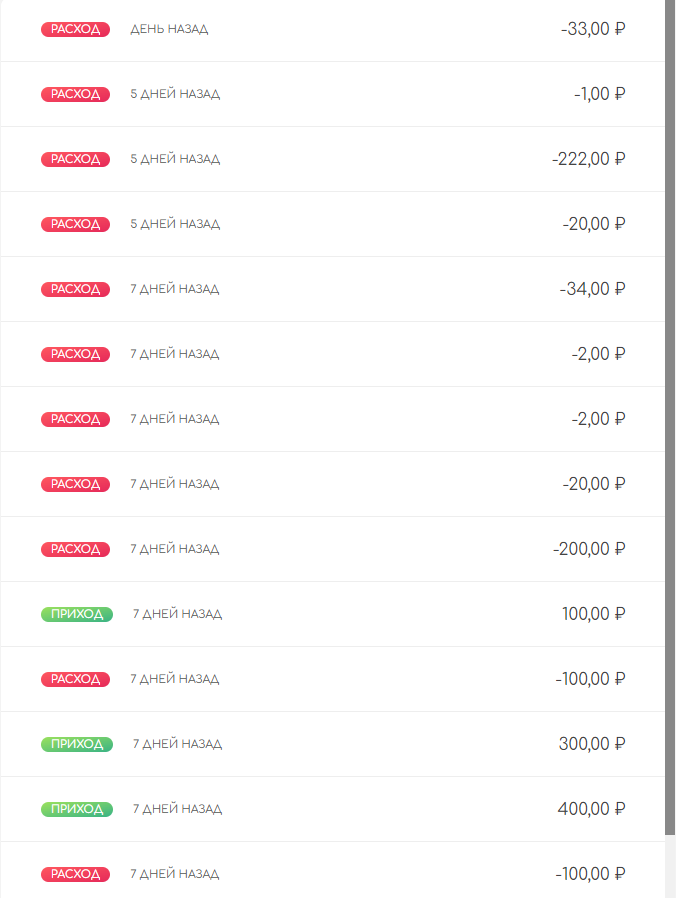 РАСХОД ДЕНЬ НАЗАД -33,00 ₽
РАСХОД 5 ДНЕЙ НАЗАД -1,00 ₽
РАСХОД 5 ДНЕЙ НАЗАД -222,00 ₽
РАСХОД 5 ДНЕЙ НАЗАД -20,00 ₽
РАСХОД 7 ДНЕЙ НАЗАД -34,00 ₽
РАСХОД 7 ДНЕЙ НАЗАД -2,00 ₽
РАСХОД 7 ДНЕЙ НАЗАД -2,00 ₽
РАСХОД 7 ДНЕЙ НАЗАД -20,00 ₽
РАСХОД 7 ДНЕЙ НАЗАД -200,00 ₽
ПРИХОД 7 ДНЕЙ НАЗАД 100,00 ₽
РАСХОД 7 ДНЕЙ НАЗАД -100,00 ₽
ПРИХОД 7 ДНЕЙ НАЗАД 300,00 ₽
ПРИХОД 7 ДНЕЙ НАЗАД 400,00 ₽
РАСХОД 7 ДНЕЙ НАЗАД -100,00 ₽